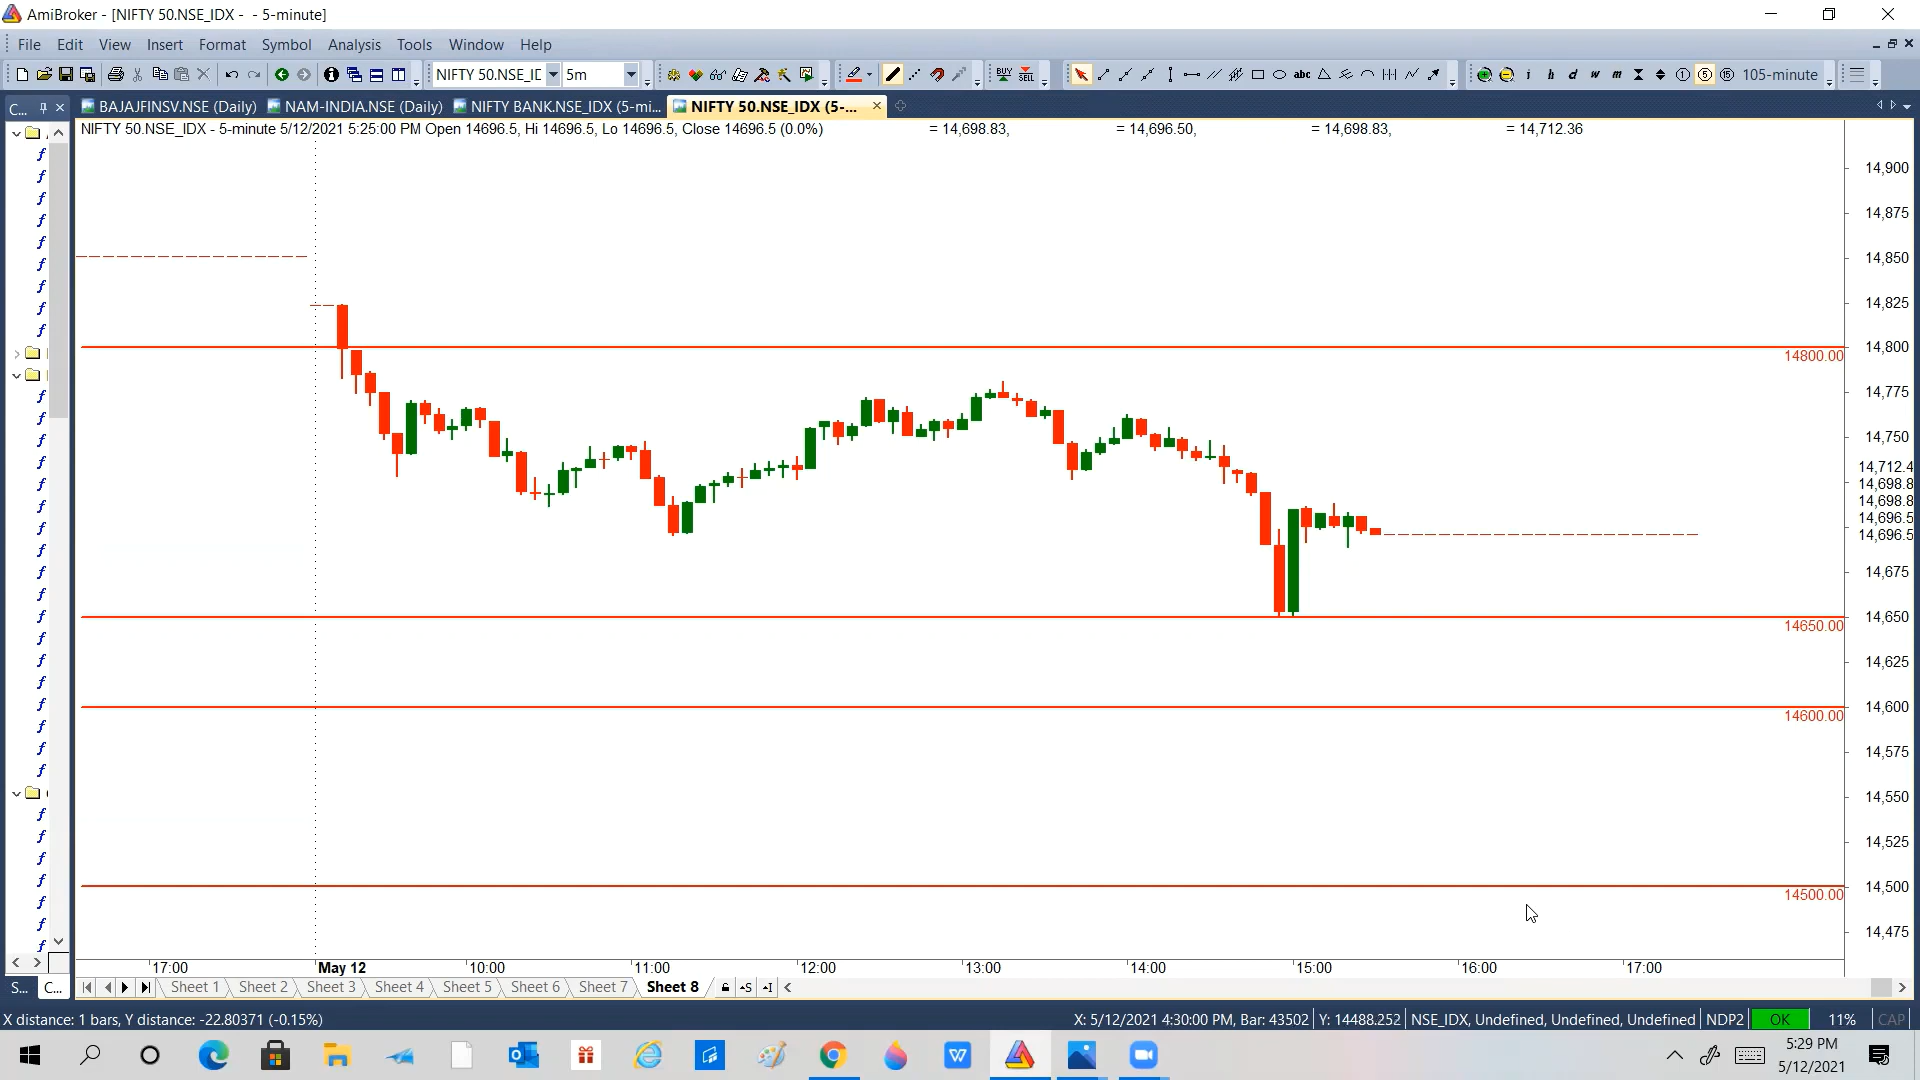 AmiBroker - [NIFTY 50.NSE_IDX -  - 5-minute]
File Edit View Insert Format Symbol Analysis Tools Window Help
NIFTY 50.NSE_IE 5m BUY SELL abc i h d w m 1 5 15 105-minute
C... BAJAJFINSV.NSE (Daily) NAM-INDIA.NSE (Daily) NIFTY BANK.NSE_IDX (5-mi... NIFTY 50.NSE_IDX (5-...
NIFTY 50.NSE_IDX - 5-minute 5/12/2021 5:25:00 PM Open 14696.5, Hi 14696.5, Lo 14696.5, Close 14696.5 (0.0%) = 14,698.83, = 14,696.50, = 14,698.83, = 14,712.36
14,900
14,875
14,850
14,825
14,800
14800.00
14,775
14,750
14,712.4
14,698.8
14,698.8
14,696.5
14,696.5
14,675
14,650
14650.00
14,625
14,600
14600.00
14,575
14,550
14,525
14,500
14500.00
14,475
17:00 May 12 10:00 11:00 12:00 13:00 14:00 15:00 16:00 17:00
S... C... Sheet 1 Sheet 2 Sheet 3 Sheet 4 Sheet 5 Sheet 6 Sheet 7 Sheet 8
X distance: 1 bars, Y distance: -22.80371 (-0.15%) X: 5/12/2021 4:30:00 PM, Bar: 43502 Y: 14488.252 NSE_IDX, Undefined, Undefined, Undefined NDP2 OK 11% CAP
5:29 PM
5/12/2021